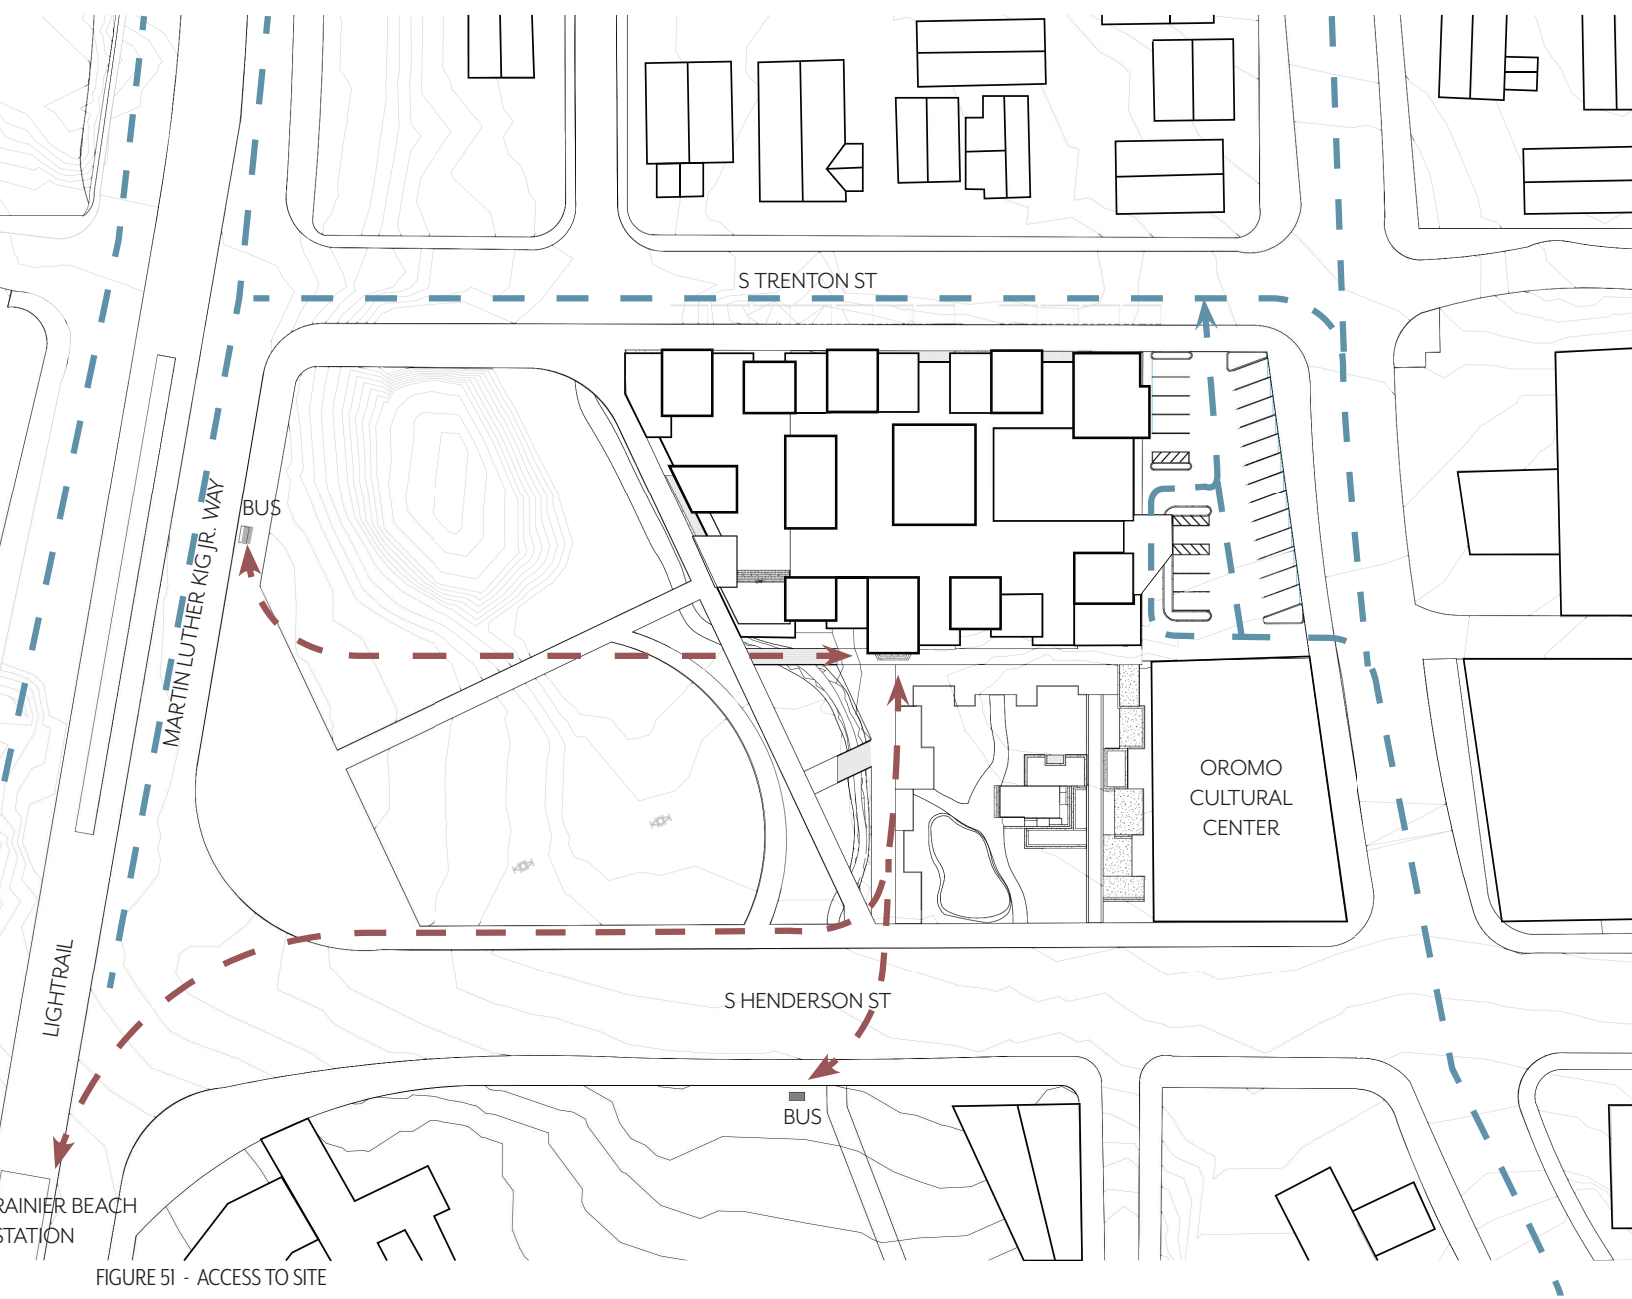 S TRENTON ST
BUS
MARTIN LUTHER KIG JR. WAY
OROMO
CULTURAL
CENTER
LIGHTRAIL
S HENDERSON ST
BUS
RAINIER BEACH
STATION
FIGURE 51 - ACCESS TO SITE